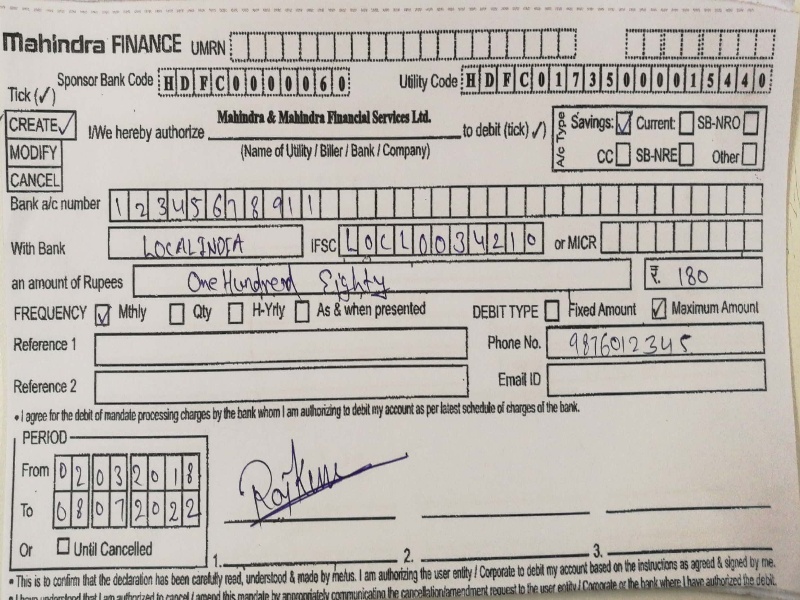 Mahindra FINANCE UMRN
Sponsor Bank Code HDFC0000060 Utility Code HDFC01735000015440
Tick (✓)
CREATE ✓ I/We hereby authorize Mahindra & Mahindra Financial Services Ltd. to debit (tick) ✓) A/c Type Savings: ✓ Current: SB-NRO
MODIFY (Name of Utility / Biller / Bank / Company) CC SB-NRE Other
CANCEL
Bank a/c number 12345678911
With Bank LOCALINDIA IFSC LOCL0034210 or MICR
an amount of Rupees One Hundred Eighty ₹ 180
FREQUENCY ✓ Mthly Qty H-Yrly As & when presented DEBIT TYPE Fixed Amount ✓ Maximum Amount
Reference 1 Phone No. 9876012345
Reference 2 Email ID
• I agree for the debit of mandate processing charges by the bank whom I am authorizing to debit my account as per latest schedule of charges of the bank.
PERIOD
From 02032018
To 08072022
Or Until Cancelled
1. 2. 3.
• This is to confirm that the declaration has been carefully read, understood & made by me/us. I am authorizing the user entity / Corporate to debit my account based on the instructions as agreed & signed by me.
• I have understood that I am authorized to cancel / amend this mandate by appropriately communicating the cancellation/amendment request to the user entity / Corporate or the bank where I have authorized the debit.